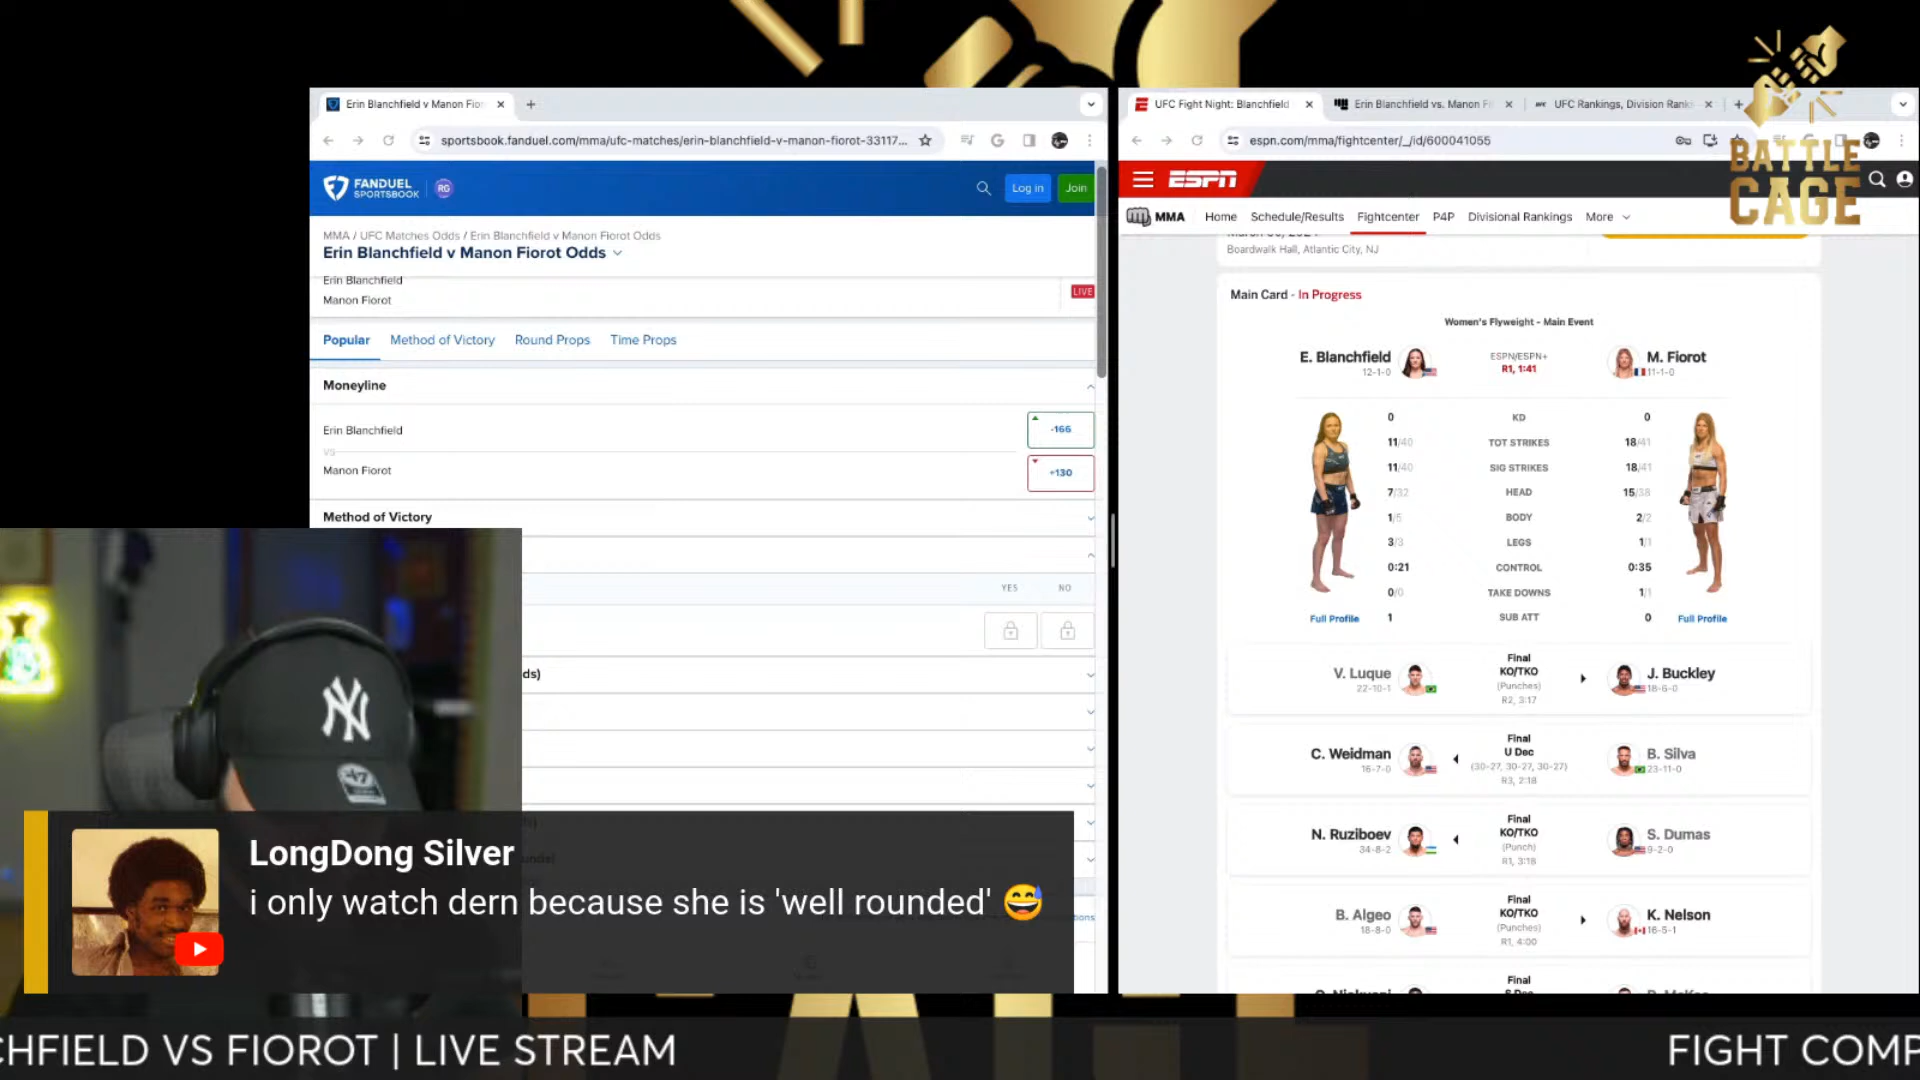 Erin Blanchfield v Manon Fior
sportsbook.fanduel.com/mma/ufc-matches/erin-blanchfield-v-manon-fiorot-33117...
FANDUEL
SPORTSBOOK
RG
Log in
Join
MMA / UFC Matches Odds / Erin Blanchfield v Manon Fiorot Odds
Erin Blanchfield v Manon Fiorot Odds
Erin Blanchfield
Manon Fiorot
LIVE
Popular
Method of Victory
Round Props
Time Props
Moneyline
Erin Blanchfield
-166
VS
Manon Fiorot
+130
Method of Victory
YES
NO
ds)
UFC Fight Night: Blanchfield
Erin Blanchfield vs. Manon Fi
UFC Rankings, Division Ranki
espn.com/mma/fightcenter/_/id/600041055
ESPN
MMA
Home
Schedule/Results
Fightcenter
P4P
Divisional Rankings
More
BATTLE
CAGE
Boardwalk Hall, Atlantic City, NJ
Main Card - In Progress
Women's Flyweight - Main Event
E. Blanchfield
12-1-0
ESPN/ESPN+
R1, 1:41
M. Fiorot
11-1-0
0 KD 0
11/40 TOT STRIKES 18/41
11/40 SIG STRIKES 18/41
7/32 HEAD 15/38
1/5 BODY 2/2
3/3 LEGS 1/1
0:21 CONTROL 0:35
0/0 TAKE DOWNS 1/1
1 SUB ATT 0
Full Profile
Full Profile
V. Luque
22-10-1
Final
KO/TKO
(Punches)
R2, 3:17
J. Buckley
18-6-0
C. Weidman
16-7-0
Final
U Dec
(30-27, 30-27, 30-27)
R3, 2:18
B. Silva
23-11-0
N. Ruziboev
34-8-2
Final
KO/TKO
(Punch)
R1, 3:18
S. Dumas
9-2-0
B. Algeo
18-8-0
Final
KO/TKO
(Punches)
R1, 4:00
K. Nelson
16-5-1
Final
NY
'47
LongDong Silver
i only watch dern because she is 'well rounded' 😅
CHFIELD VS FIOROT | LIVE STREAM
FIGHT COMP